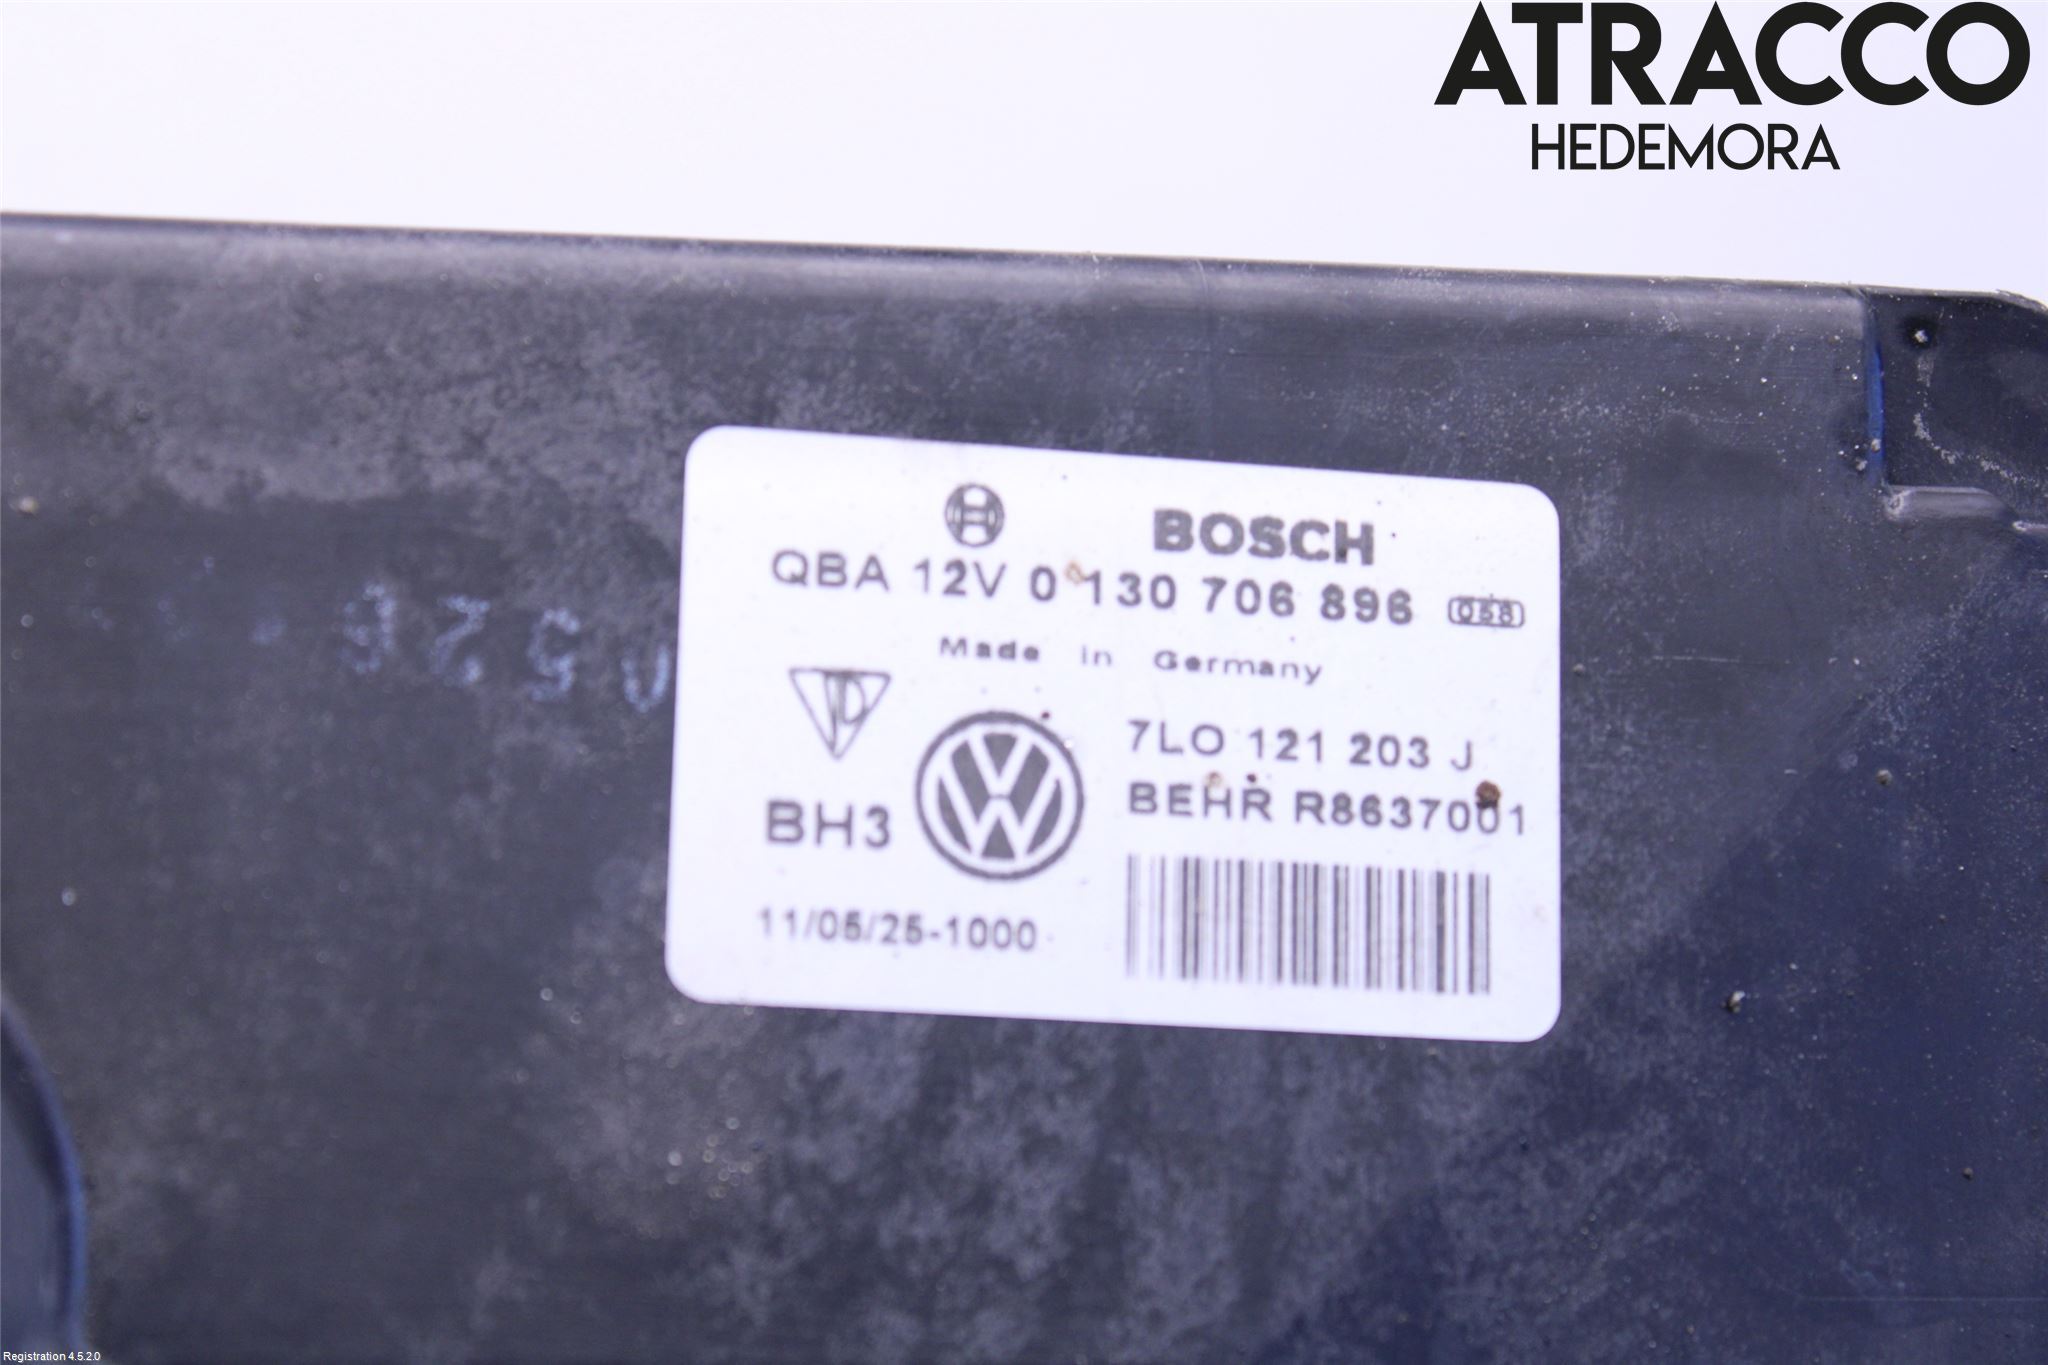 ATRACCO
HEDEMORA
BOSCH
QBA 12V 0 130 706 896 058
Made in Germany
7L0 121 203 J
BEHR R8637001
BH3
11/05/25-1000
Registration 4.5.2.0